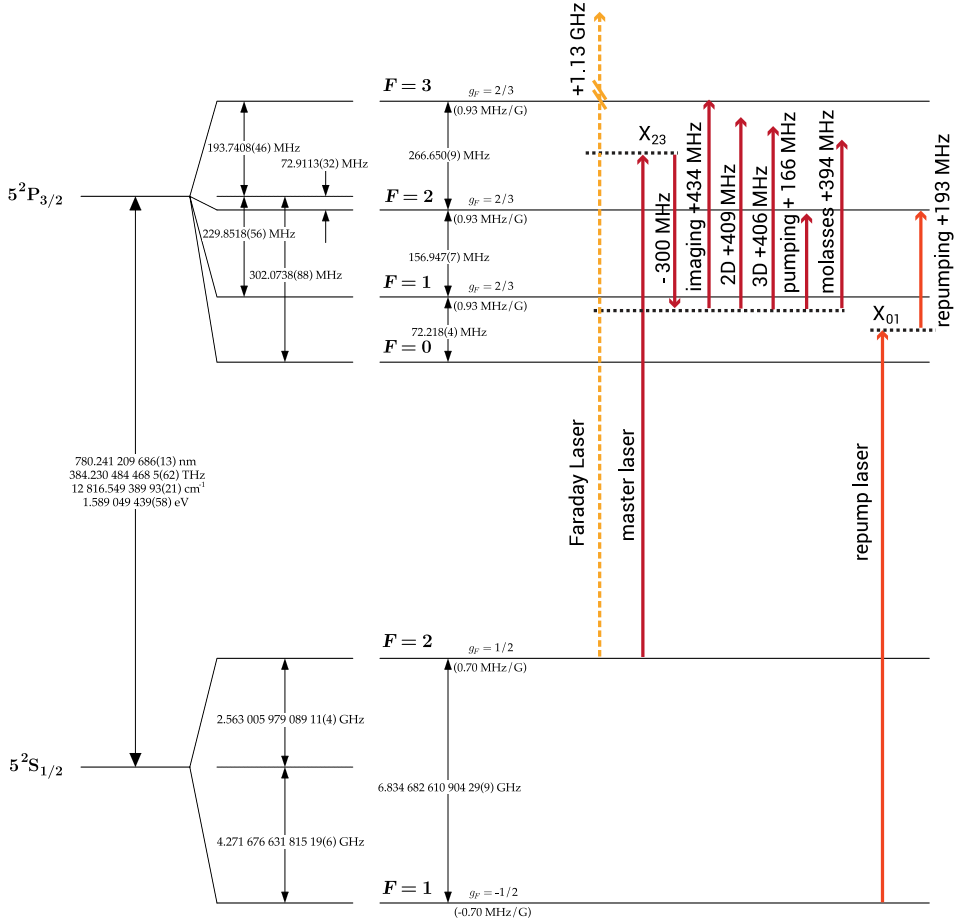 +1.13 GHz
F = 3
g_F = 2/3
(0.93 MHz/G)
193.7408(46) MHz
72.9113(32) MHz
266.650(9) MHz
X₂₃
5²P₃/₂
F = 2
g_F = 2/3
(0.93 MHz/G)
229.8518(56) MHz
302.0738(88) MHz
156.947(7) MHz
F = 1
g_F = 2/3
(0.93 MHz/G)
72.218(4) MHz
F = 0
- 300 MHz
imaging +434 MHz
2D +409 MHz
3D +406 MHz
pumping + 166 MHz
molasses +394 MHz
repumping +193 MHz
X₀₁
780.241 209 686(13) nm
384.230 484 468 5(62) THz
12 816.549 389 93(21) cm⁻¹
1.589 049 439(58) eV
Faraday Laser
master laser
repump laser
F = 2
g_F = 1/2
(0.70 MHz/G)
2.563 005 979 089 11(4) GHz
5²S₁/₂
6.834 682 610 904 29(9) GHz
4.271 676 631 815 19(6) GHz
F = 1
g_F = -1/2
(-0.70 MHz/G)